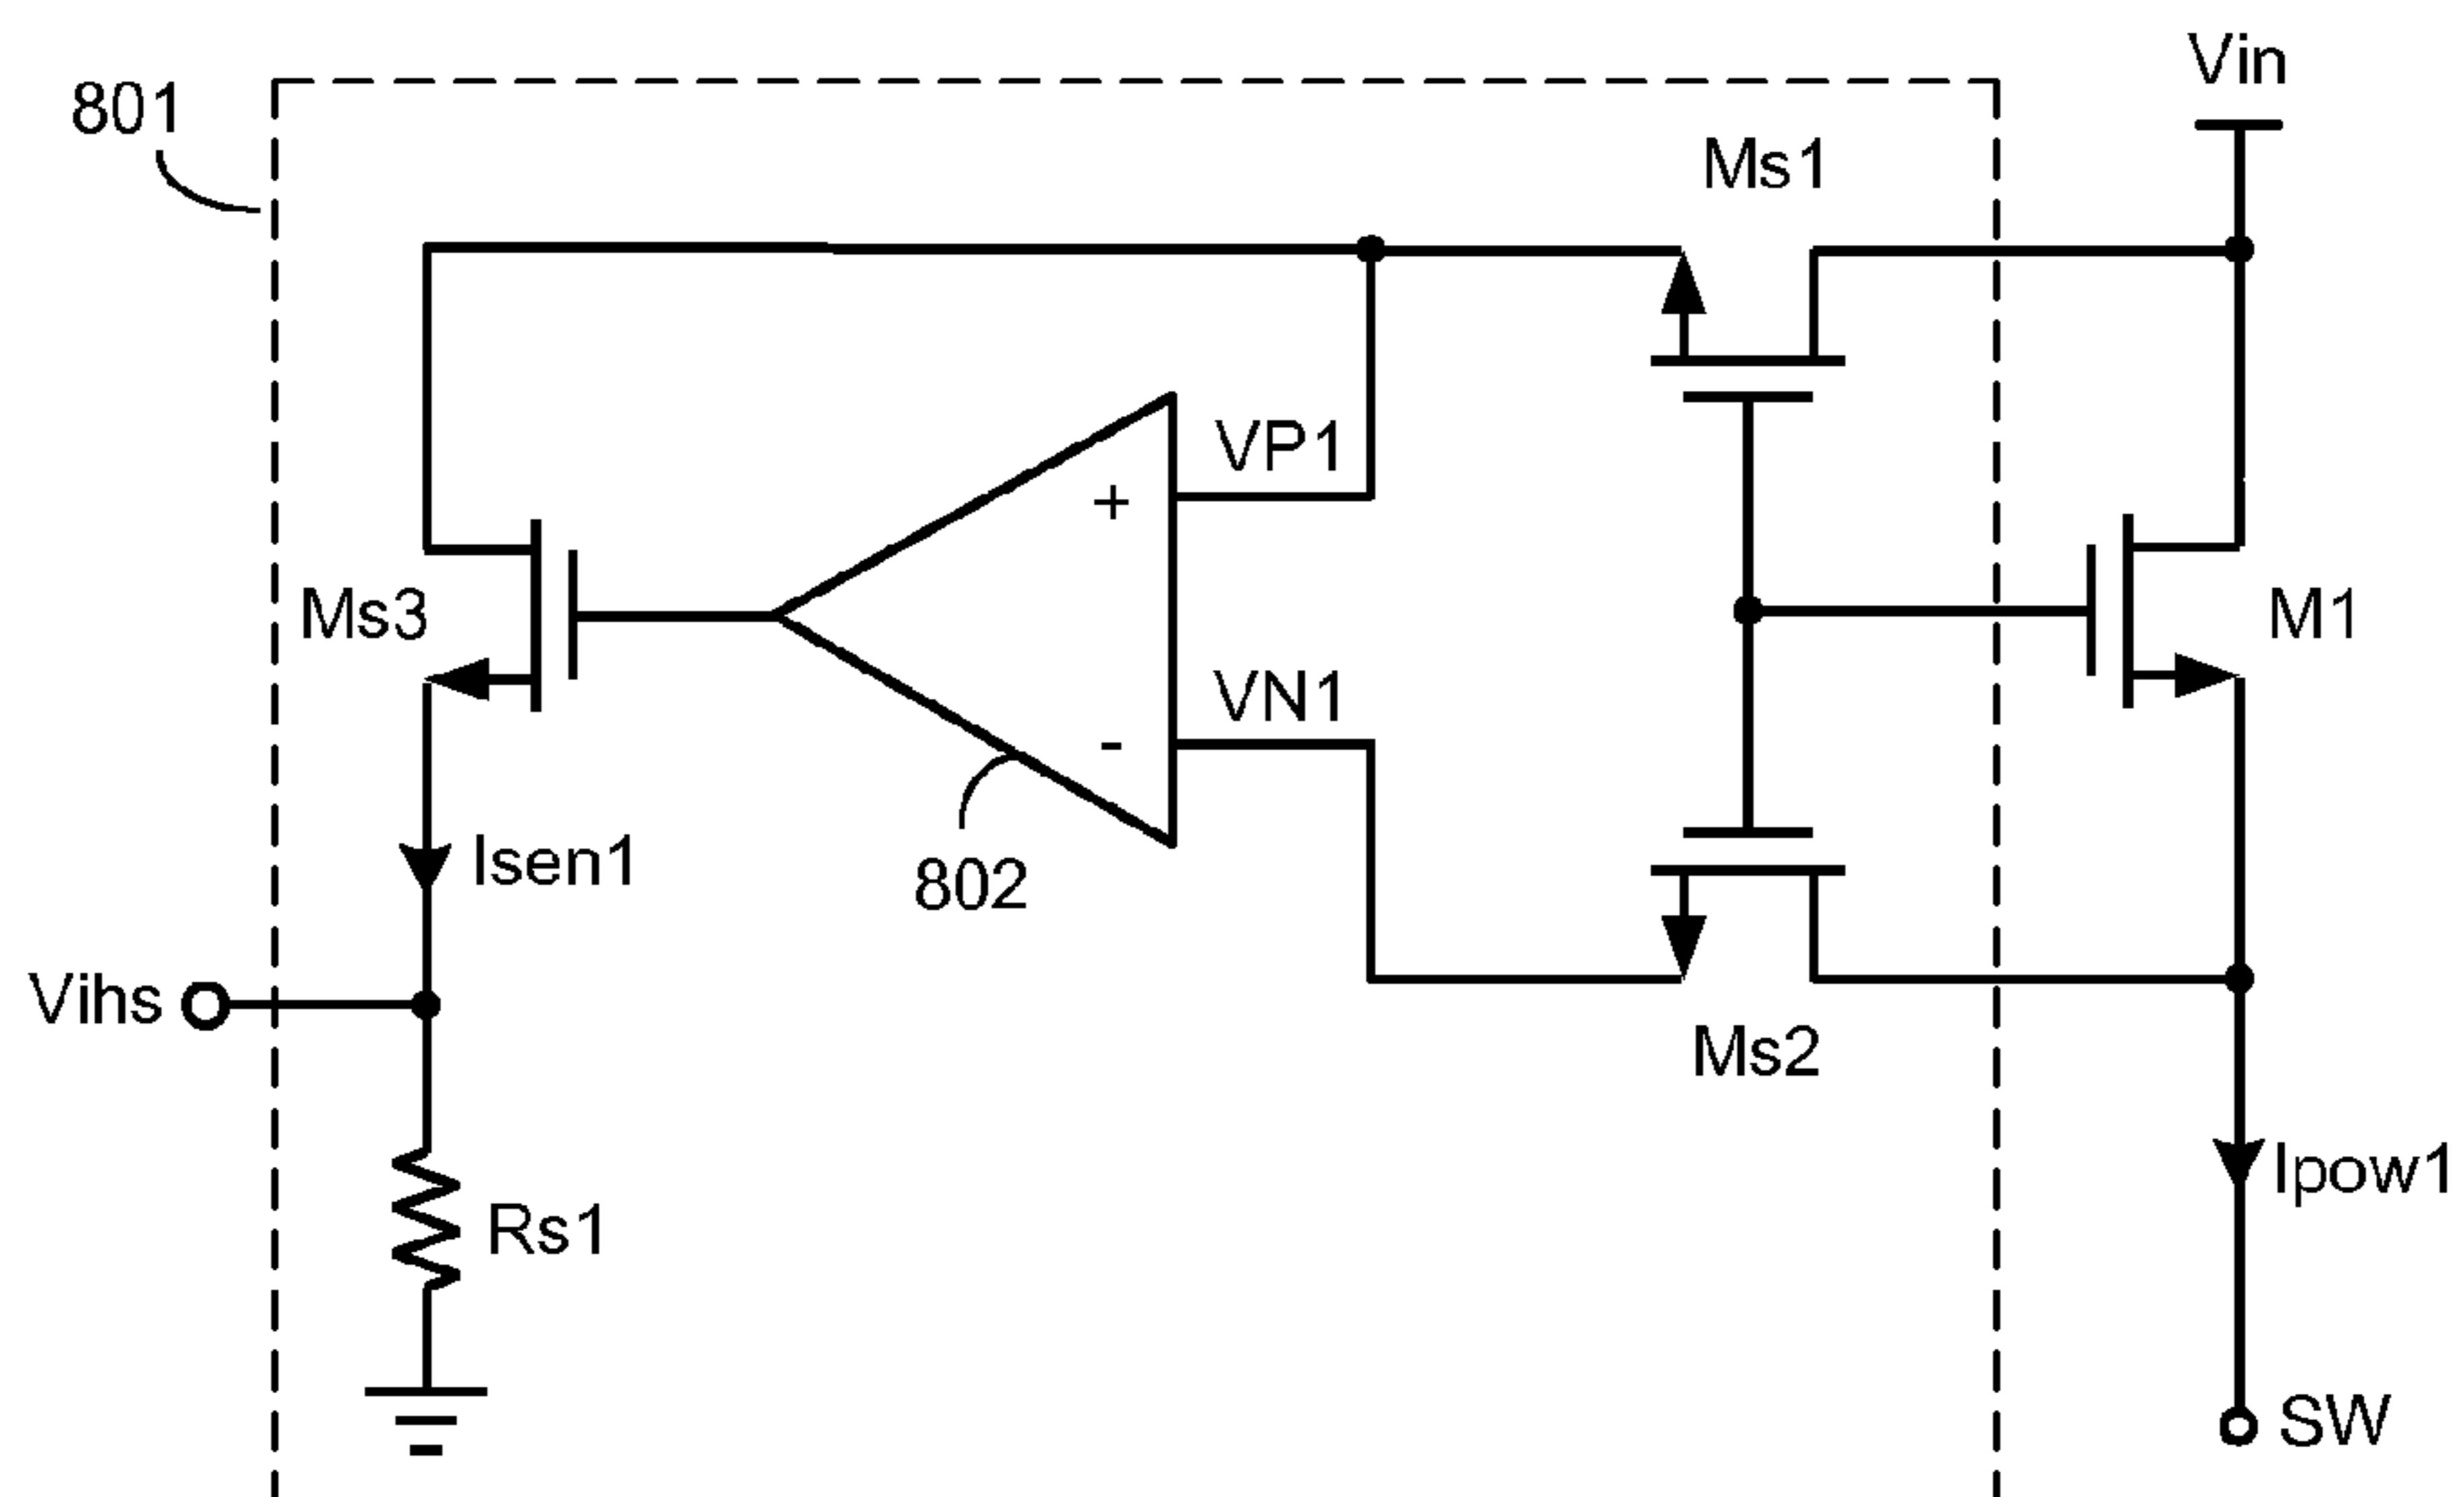 Vin
801
Ms1
VP1
+
Ms3
M1
VN1
-
Isen1
802
Vihs
Ms2
Ipow1
Rs1
SW